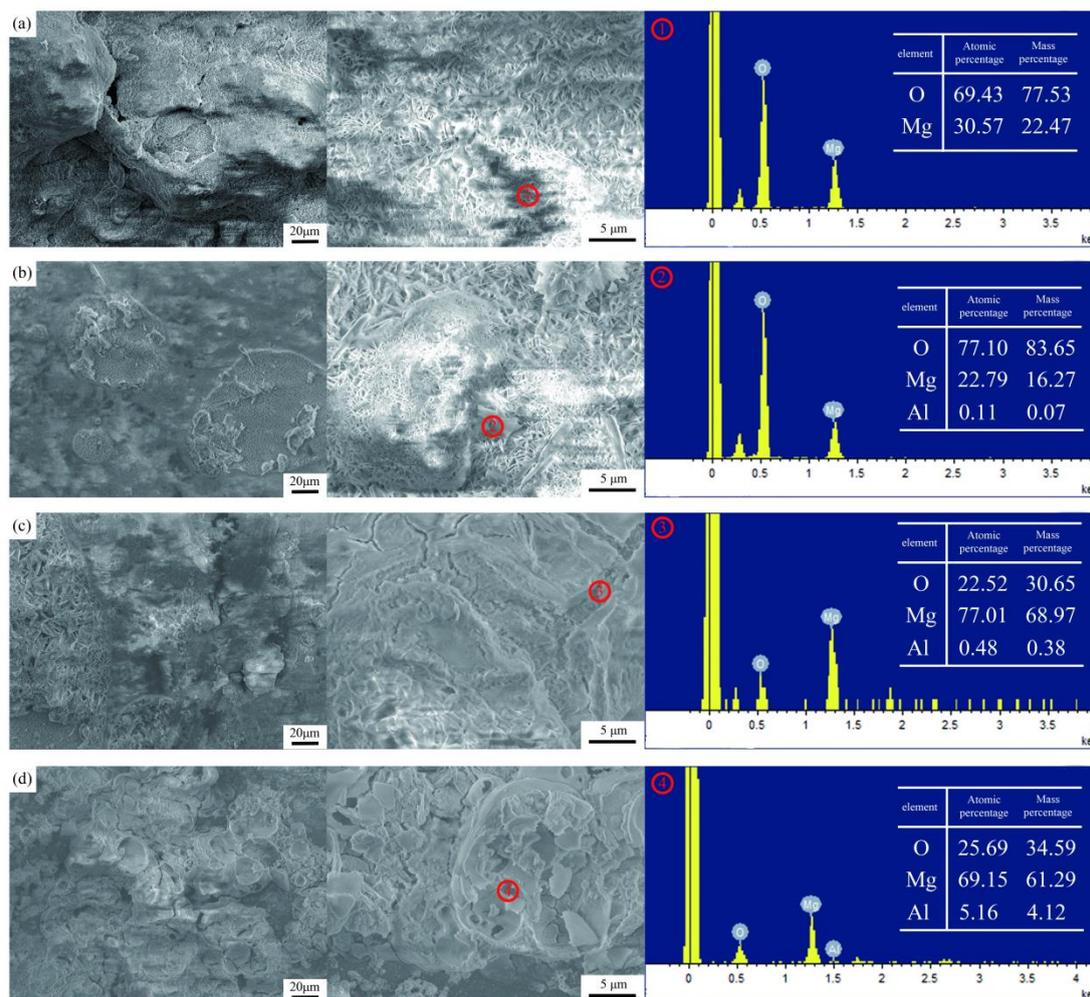 (a)
20μm
①
5 μm
①
element Atomic percentage Mass percentage
O 69.43 77.53
Mg 30.57 22.47
O
Mg
0 0.5 1 1.5 2 2.5 3 3.5
ke
(b)
20μm
②
5 μm
②
element Atomic percentage Mass percentage
O 77.10 83.65
Mg 22.79 16.27
Al 0.11 0.07
O
Mg
0 0.5 1 1.5 2 2.5 3 3.5
ke
(c)
20μm
③
5 μm
③
element Atomic percentage Mass percentage
O 22.52 30.65
Mg 77.01 68.97
Al 0.48 0.38
Mg
O
0 0.5 1 1.5 2 2.5 3 3.5
ke
(d)
20μm
④
5 μm
④
element Atomic percentage Mass percentage
O 25.69 34.59
Mg 69.15 61.29
Al 5.16 4.12
Mg
O
Al
0 0.5 1 1.5 2 2.5 3 3.5 4
ke